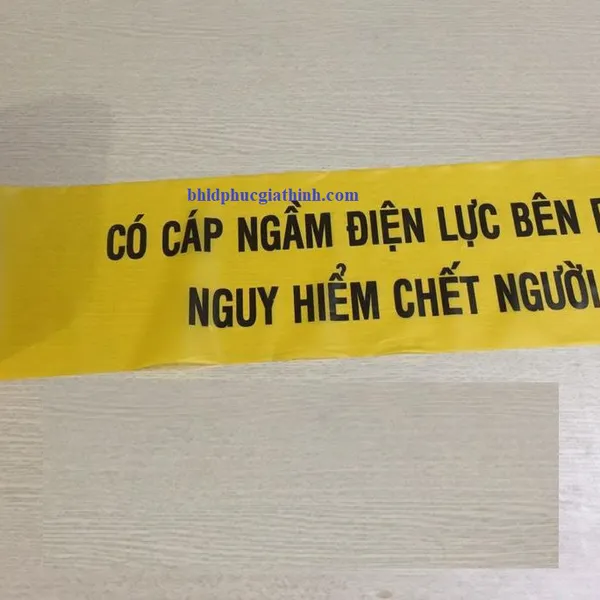 bhldphucgiathinh.com
CÓ CÁP NGẦM ĐIỆN LỰC BÊN
NGUY HIỂM CHẾT NGƯỜI